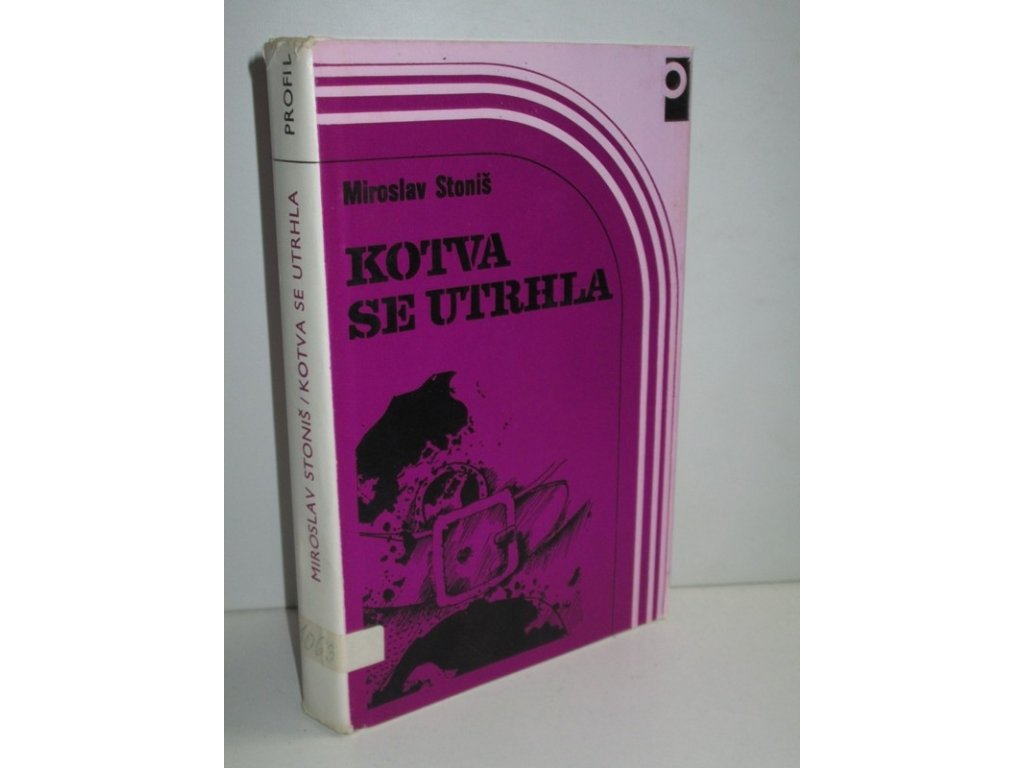 Miroslav Stoniš
KOTVA
SE UTRHLA
MIROSLAV STONIŠ / KOTVA SE UTRHLA
PROFIL